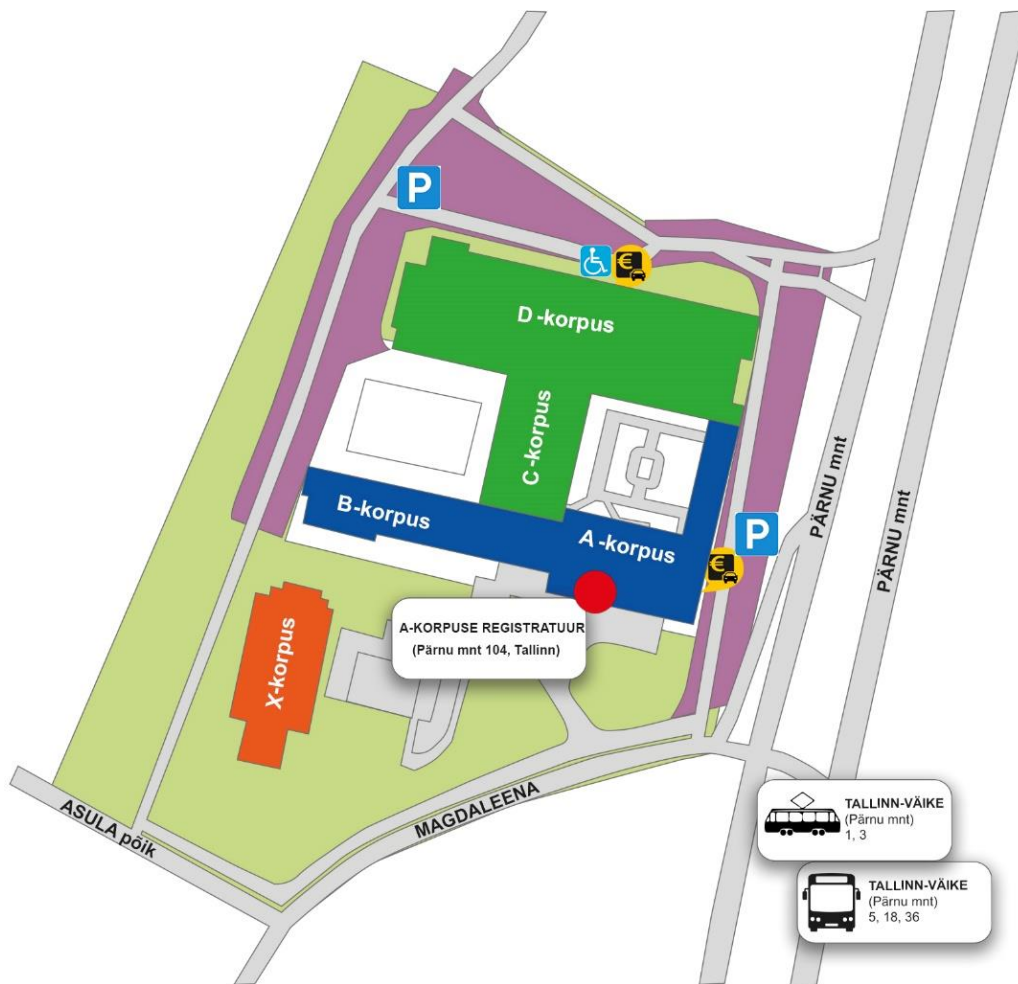 P
€
D -korpus
C-korpus
PÄRNU mnt
PÄRNU mnt
B-korpus
A -korpus
P
€
A-KORPUSE REGISTRATUUR
(Pärnu mnt 104, Tallinn)
X-korpus
MAGDALEENA
ASULA põik
TALLINN-VÄIKE
(Pärnu mnt)
1, 3
TALLINN-VÄIKE
(Pärnu mnt)
5, 18, 36